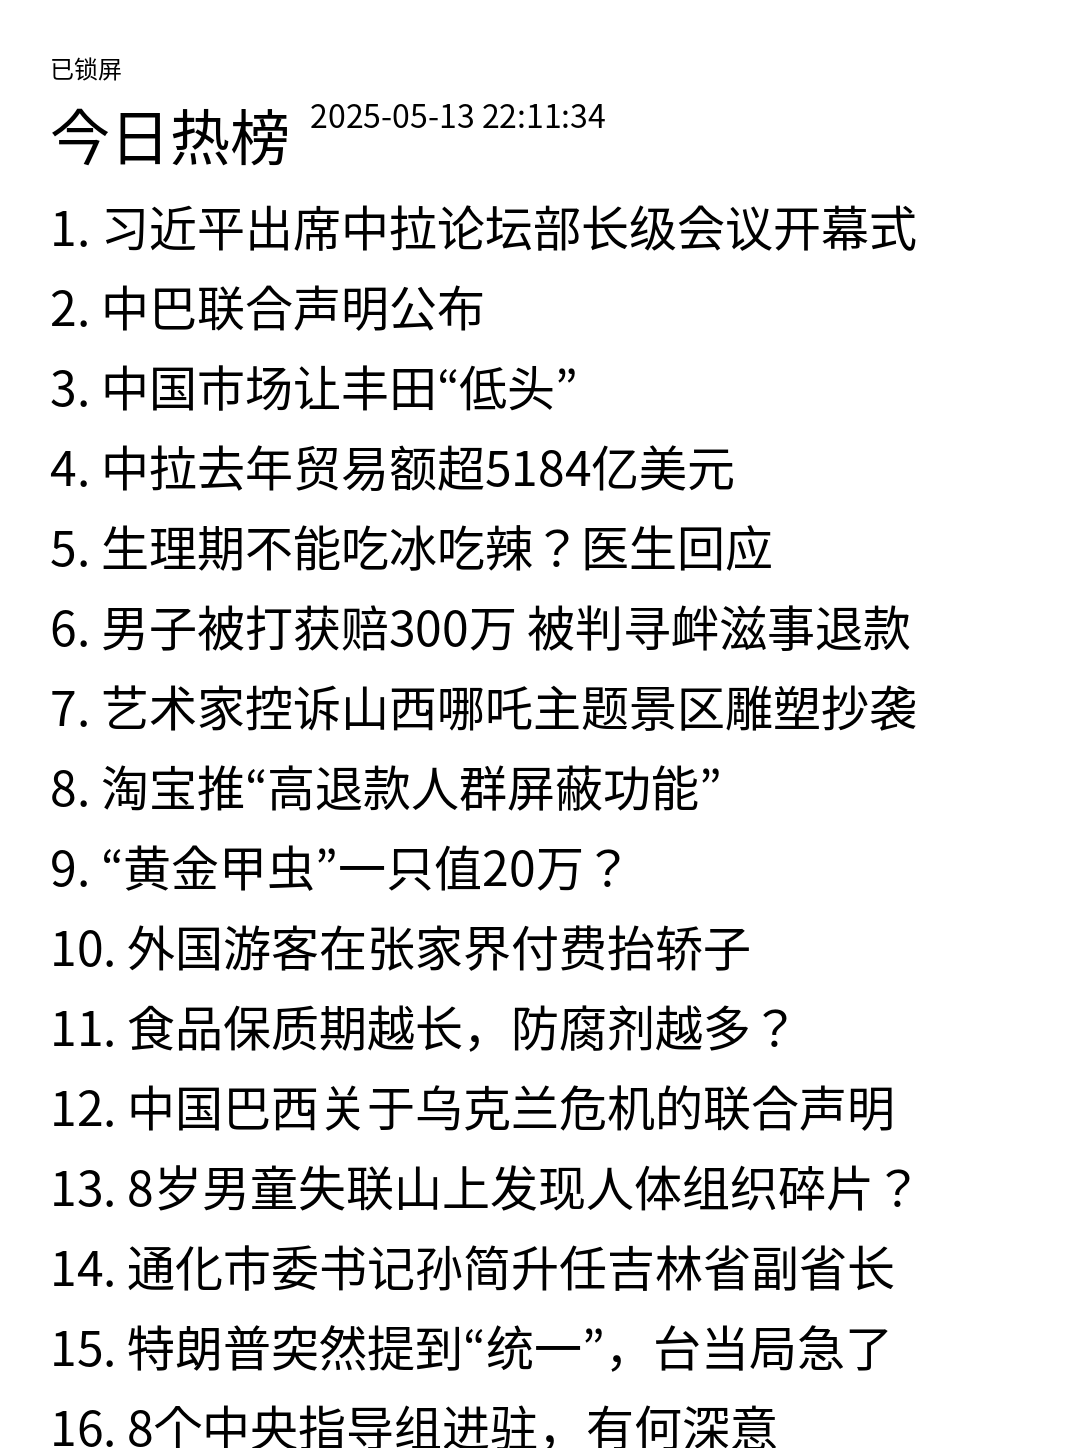 已锁屏
今日热榜 2025-05-13 22:11:34
1. 习近平出席中拉论坛部长级会议开幕式
2. 中巴联合声明公布
3. 中国市场让丰田“低头”
4. 中拉去年贸易额超5184亿美元
5. 生理期不能吃冰吃辣？医生回应
6. 男子被打获赔300万 被判寻衅滋事退款
7. 艺术家控诉山西哪吒主题景区雕塑抄袭
8. 淘宝推“高退款人群屏蔽功能”
9. “黄金甲虫”一只值20万？
10. 外国游客在张家界付费抬轿子
11. 食品保质期越长，防腐剂越多？
12. 中国巴西关于乌克兰危机的联合声明
13. 8岁男童失联山上发现人体组织碎片？
14. 通化市委书记孙简升任吉林省副省长
15. 特朗普突然提到“统一”，台当局急了
16. 8个中央指导组进驻，有何深意